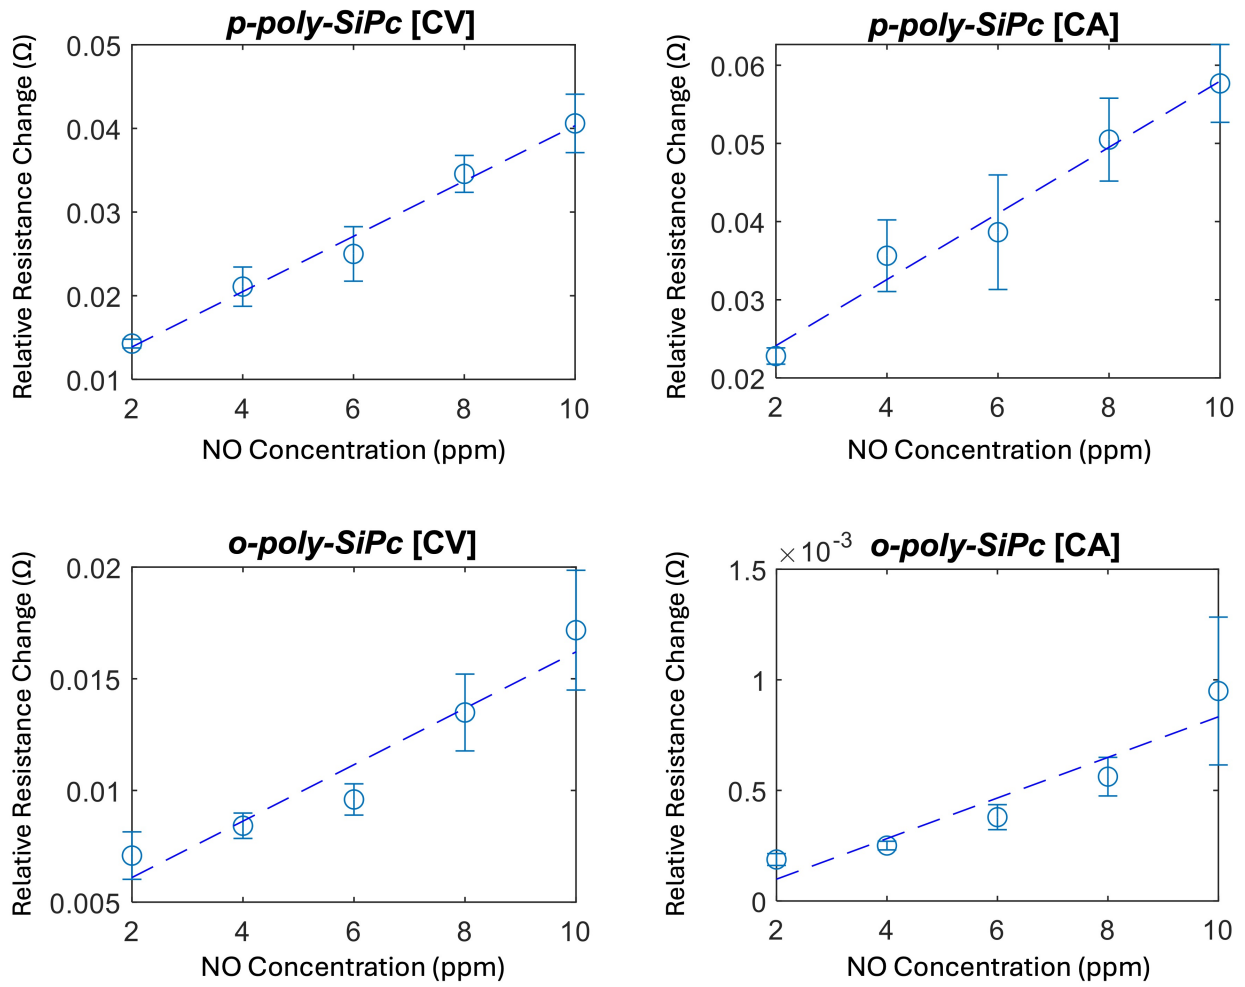 p-poly-SiPc [CV]
Relative Resistance Change (Ω)
0.05
0.04
0.03
0.02
0.01
2 4 6 8 10
NO Concentration (ppm)
p-poly-SiPc [CA]
Relative Resistance Change (Ω)
0.06
0.05
0.04
0.03
0.02
2 4 6 8 10
NO Concentration (ppm)
o-poly-SiPc [CV]
Relative Resistance Change (Ω)
0.02
0.015
0.010
0.005
2 4 6 8 10
NO Concentration (ppm)
×10⁻³ o-poly-SiPc [CA]
Relative Resistance Change (Ω)
1.5
1
0.5
0
2 4 6 8 10
NO Concentration (ppm)